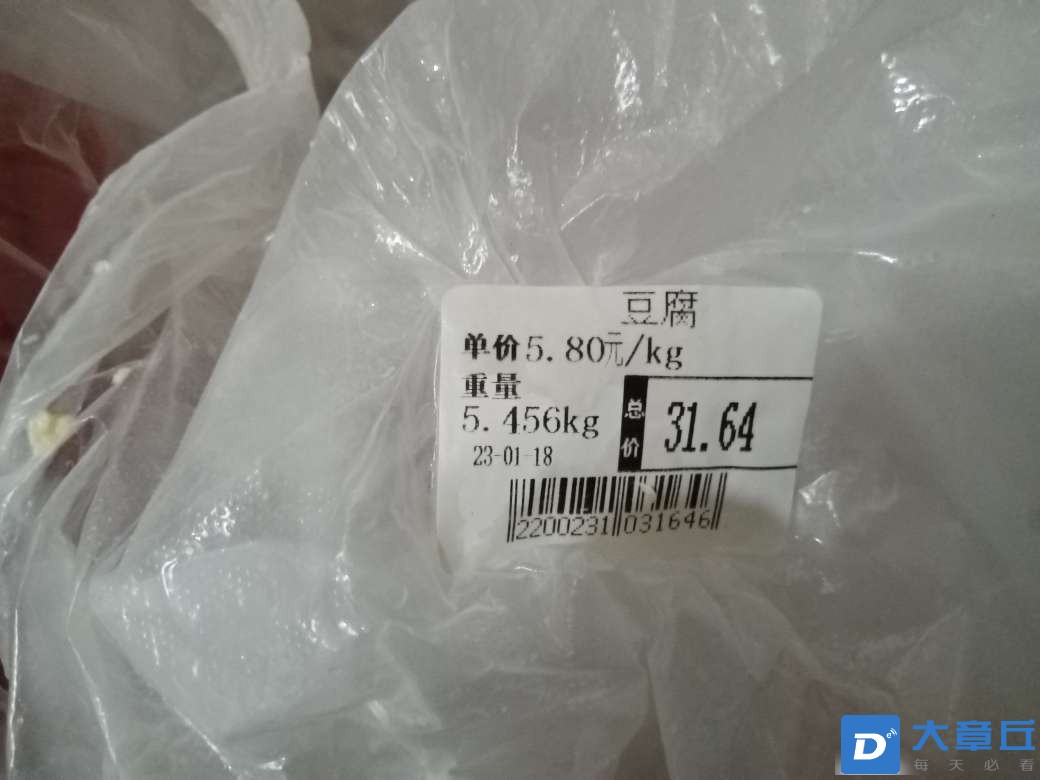 豆腐
单价5.80元/kg
重量
5.456kg
总价 31.64
23-01-18
2200231 031646
大章丘
每天必看